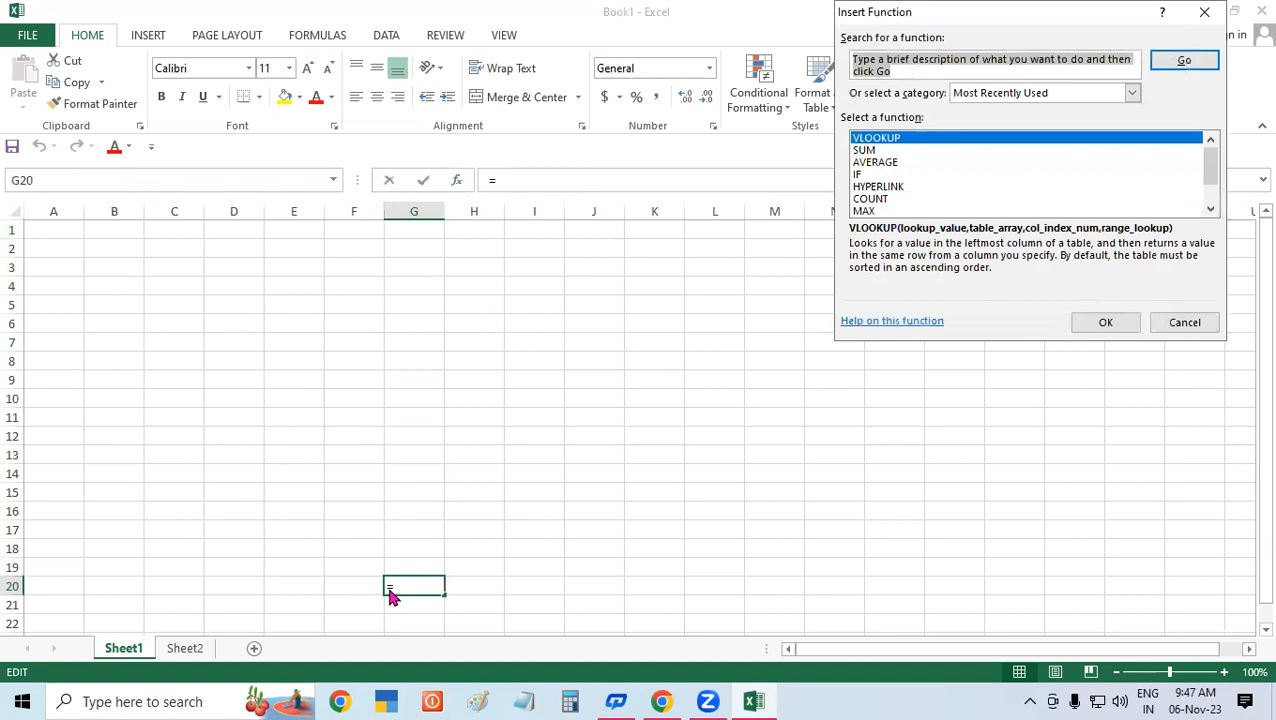 Book1 - Excel
Insert Function
?
FILE
HOME
INSERT
PAGE LAYOUT
FORMULAS
DATA
REVIEW
VIEW
in in
Cut
Copy
Paste
Format Painter
Clipboard
Calibri
11
B I U
Font
Wrap Text
Merge & Center
Alignment
General
$ % ,
Number
Conditional
Formatting
Format a
Table
Styles
Search for a function:
Type a brief description of what you want to do and then
click Go
Go
Or select a category:
Most Recently Used
Select a function:
VLOOKUP
SUM
AVERAGE
IF
HYPERLINK
COUNT
MAX
VLOOKUP(lookup_value,table_array,col_index_num,range_lookup)
Looks for a value in the leftmost column of a table, and then returns a value
in the same row from a column you specify. By default, the table must be
sorted in an ascending order.
Help on this function
OK
Cancel
G20
fx
=
A B C D E F G H I J K L M N U
1
2
3
4
5
6
7
8
9
10
11
12
13
14
15
16
17
18
19
20 =
21
22
Sheet1
Sheet2
EDIT
100%
Type here to search
ENG
IN
9:47 AM
06-Nov-23